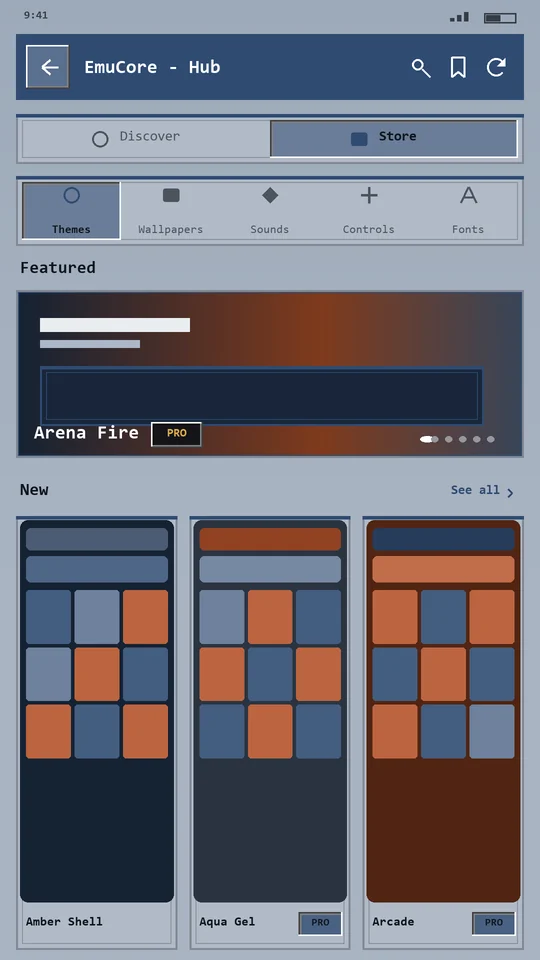 9:41
EmuCore - Hub
Discover
Store
Themes
Wallpapers
Sounds
Controls
Fonts
Featured
Arena Fire
PRO
New
See all
Amber Shell
Aqua Gel
PRO
Arcade
PRO